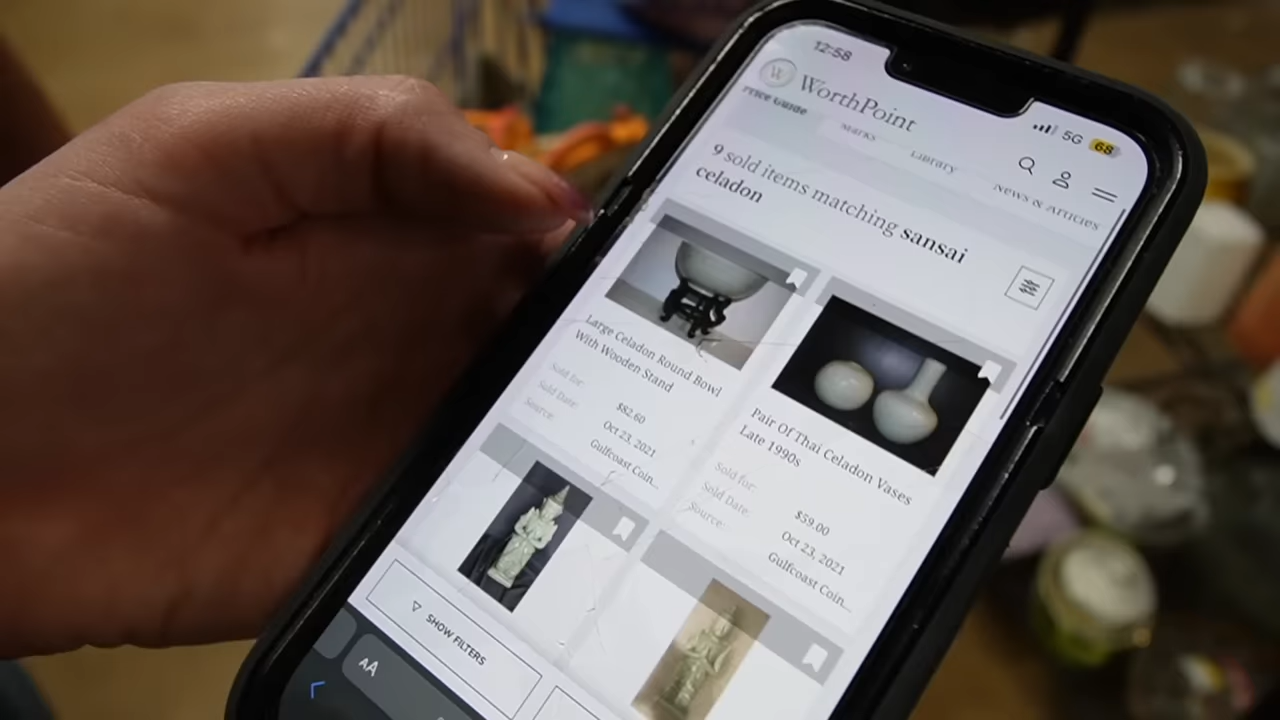 12:58
5G 68
W WorthPoint
Price Guide
Marks
Library
News & Articles
9 sold items matching sansai
celadon
Large Celadon Round Bowl
With Wooden Stand
Sold for:
$82.60
Sold Date:
Oct 23, 2021
Source:
Gulfcoast Coin...
Pair Of Thai Celadon Vases
Late 1990s
Sold for:
$59.00
Sold Date:
Oct 23, 2021
Source:
Gulfcoast Coin...
SHOW FILTERS
AA